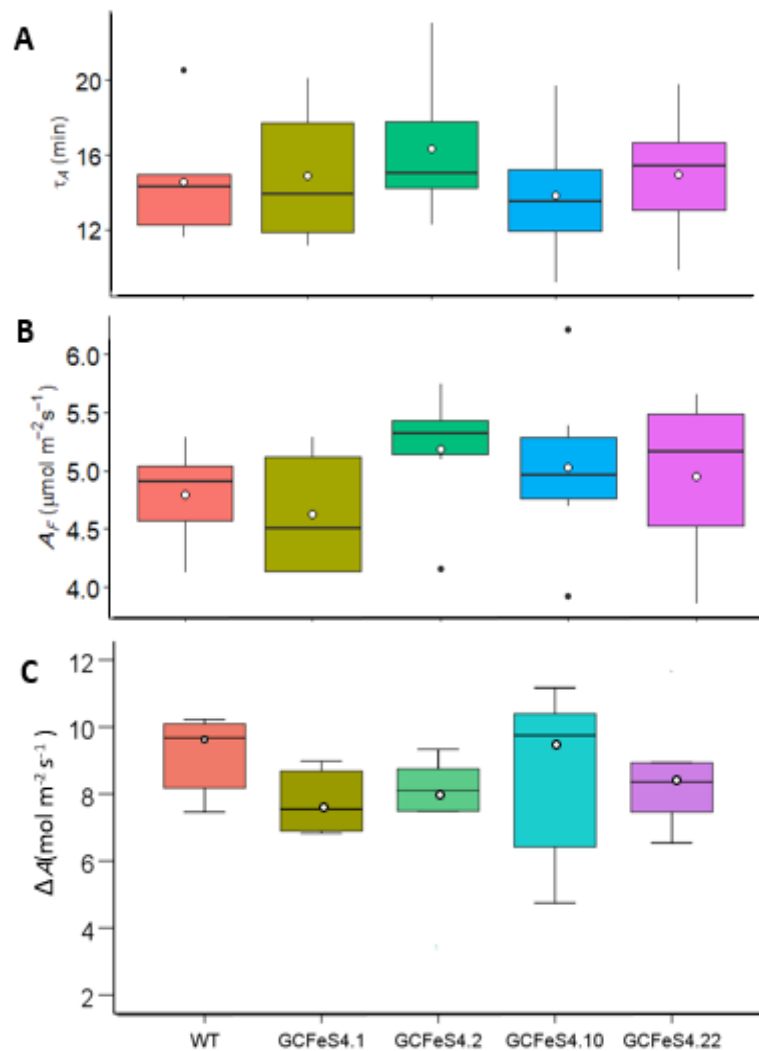 A
τA (min)
20
16
12
B
AF (μmol m−2s−1)
6.0
5.5
5.0
4.5
4.0
C
ΔA(mol m-2 s-1)
12
10
8
6
4
2
WT GCFeS4.1 GCFeS4.2 GCFeS4.10 GCFeS4.22